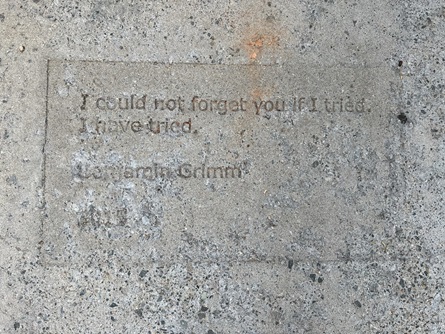 I could not forget you if I tried.
I have tried.
Benjamin Grimm